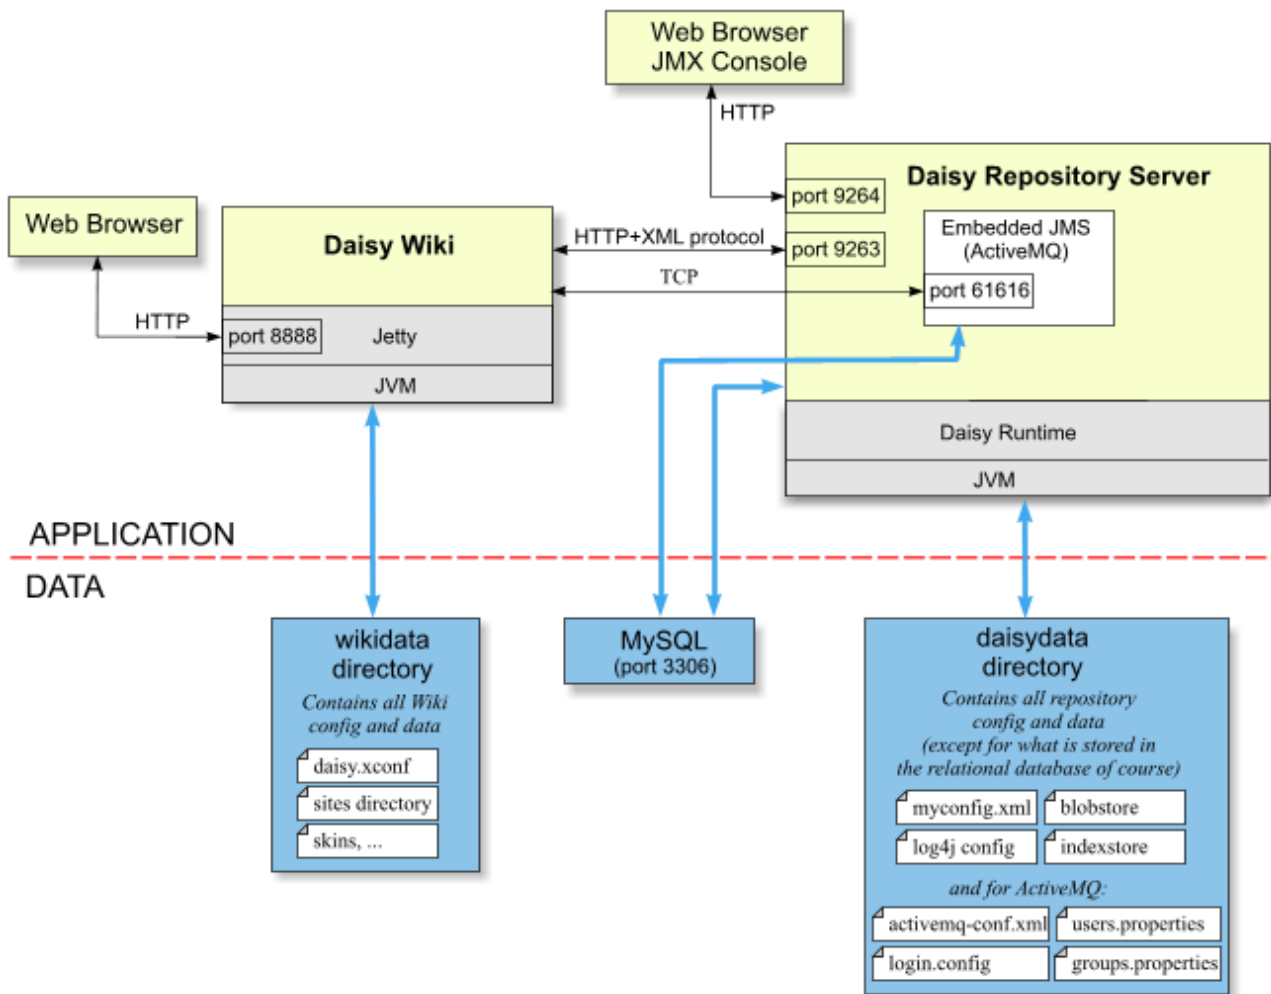 Web Browser
JMX Console
HTTP
Daisy Repository Server
port 9264
Embedded JMS
(ActiveMQ)
Web Browser
Daisy Wiki
HTTP+XML protocol
port 9263
TCP
port 61616
HTTP
port 8888
Jetty
JVM
Daisy Runtime
JVM
APPLICATION
DATA
wikidata
directory
Contains all Wiki
config and data
daisy.xconf
sites directory
skins, ...
MySQL
(port 3306)
daisydata
directory
Contains all repository
config and data
(except for what is stored in
the relational database of course)
myconfig.xml
blobstore
log4j config
indexstore
and for ActiveMQ:
activemq-conf.xml
users.properties
login.config
groups.properties